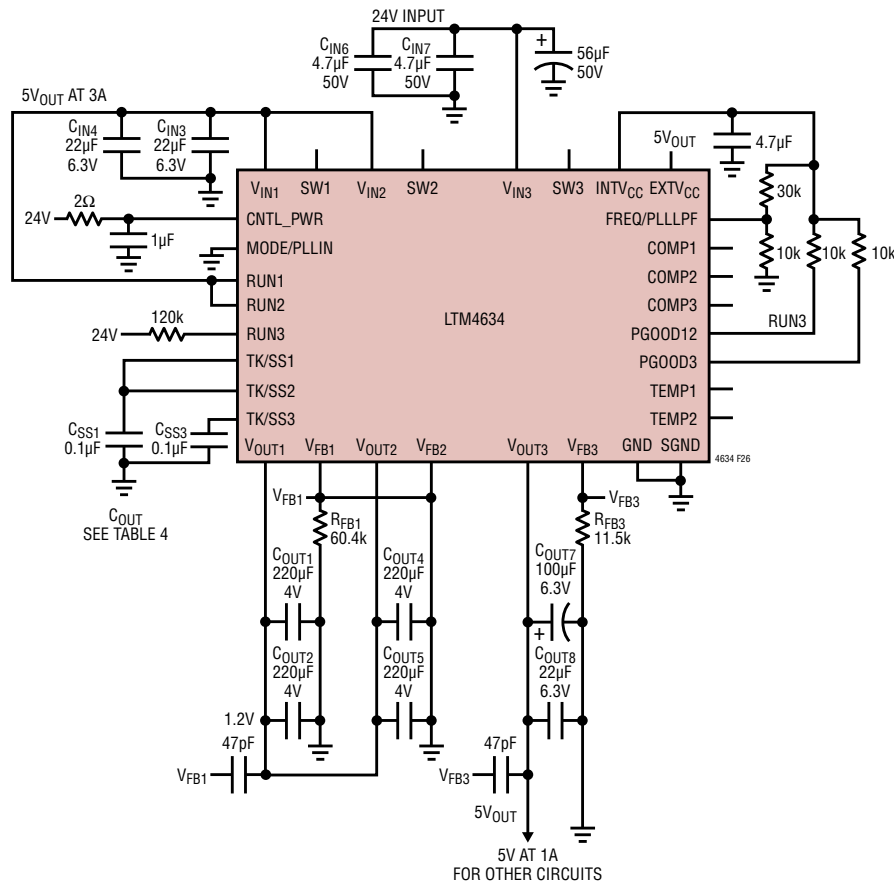 24V INPUT
CIN6
4.7µF
50V
CIN7
4.7µF
50V
+
56µF
50V
5VOUT AT 3A
CIN4
22µF
6.3V
CIN3
22µF
6.3V
5VOUT
4.7µF
VIN1
SW1
VIN2
SW2
VIN3
SW3
INTVCC
EXTVCC
30k
24V
2Ω
CNTL_PWR
FREQ/PLLLPF
1µF
MODE/PLLIN
COMP1
10k
10k
10k
RUN1
COMP2
RUN2
COMP3
LTM4634
24V
120k
RUN3
PGOOD12
RUN3
TK/SS1
PGOOD3
TK/SS2
TEMP1
TK/SS3
TEMP2
CSS1
0.1µF
CSS3
0.1µF
VOUT1
VFB1
VOUT2
VFB2
VOUT3
VFB3
GND
SGND
4634 F26
COUT
SEE TABLE 4
VFB1
RFB1
60.4k
VFB3
RFB3
11.5k
COUT1
220µF
4V
COUT4
220µF
4V
COUT7
100µF
6.3V
+
COUT2
220µF
4V
COUT5
220µF
4V
COUT8
22µF
6.3V
1.2V
47pF
VFB1
47pF
VFB3
5VOUT
5V AT 1A
FOR OTHER CIRCUITS